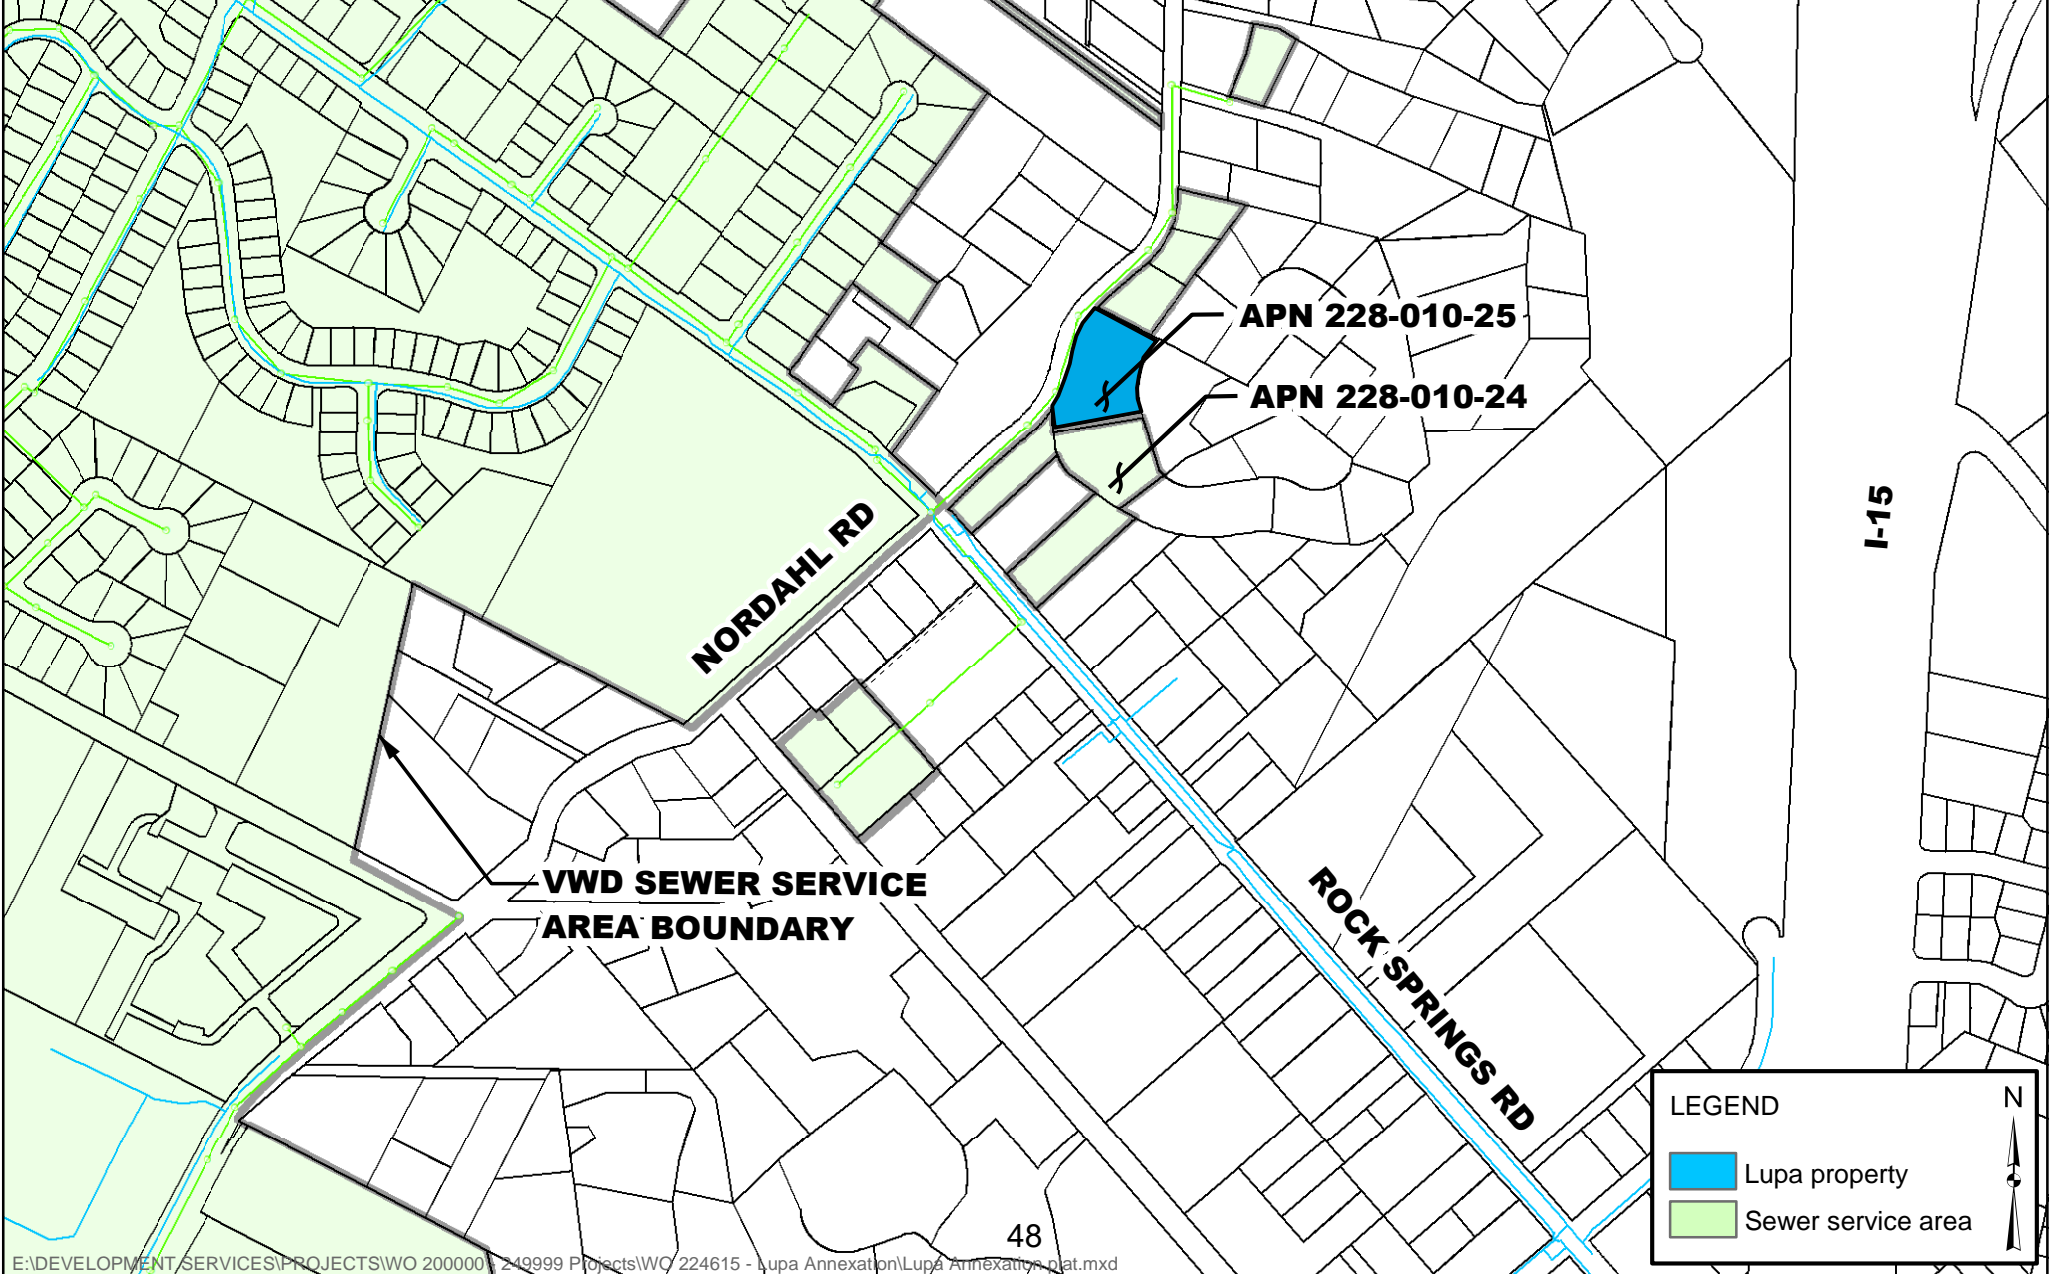 APN 228-010-25
APN 228-010-24
I-15
NORDAHL RD
VWD SEWER SERVICE
AREA BOUNDARY
ROCK SPRINGS RD
LEGEND
N
Lupa property
Sewer service area
48
E:\DEVELOPMENT SERVICES\PROJECTS\WO 200000 - 249999 Projects\WO 224615 - Lupa Annexation\Lupa Annexation plat.mxd